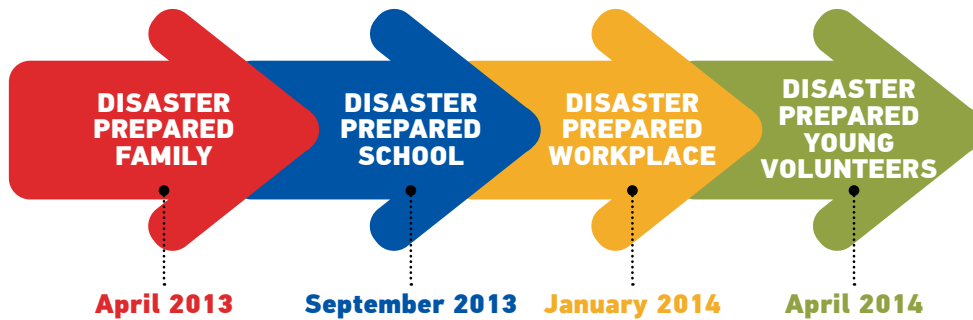 DISASTER
PREPARED
FAMILY
DISASTER
PREPARED
SCHOOL
DISASTER
PREPARED
WORKPLACE
DISASTER
PREPARED
YOUNG
VOLUNTEERS
April 2013
September 2013
January 2014
April 2014